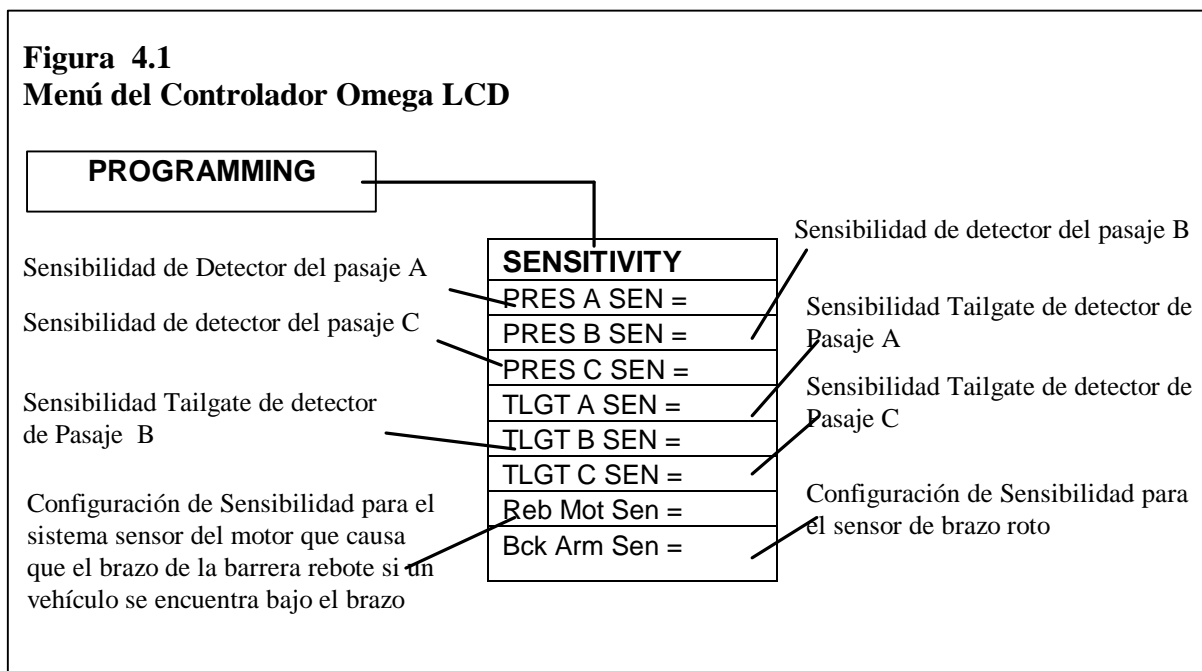 Figura 4.1
Menú del Controlador Omega LCD
PROGRAMMING
Sensibilidad de Detector del pasaje A
Sensibilidad de detector del pasaje C
Sensibilidad Tailgate de detector
de Pasaje B
Configuración de Sensibilidad para el
sistema sensor del motor que causa
que el brazo de la barrera rebote si un
vehículo se encuentra bajo el brazo
SENSITIVITY
PRES A SEN =
PRES B SEN =
PRES C SEN =
TLGT A SEN =
TLGT B SEN =
TLGT C SEN =
Reb Mot Sen =
Bck Arm Sen =
Sensibilidad de detector del pasaje B
Sensibilidad Tailgate de detector de
Pasaje A
Sensibilidad Tailgate de detector de
Pasaje C
Configuración de Sensibilidad para
el sensor de brazo roto